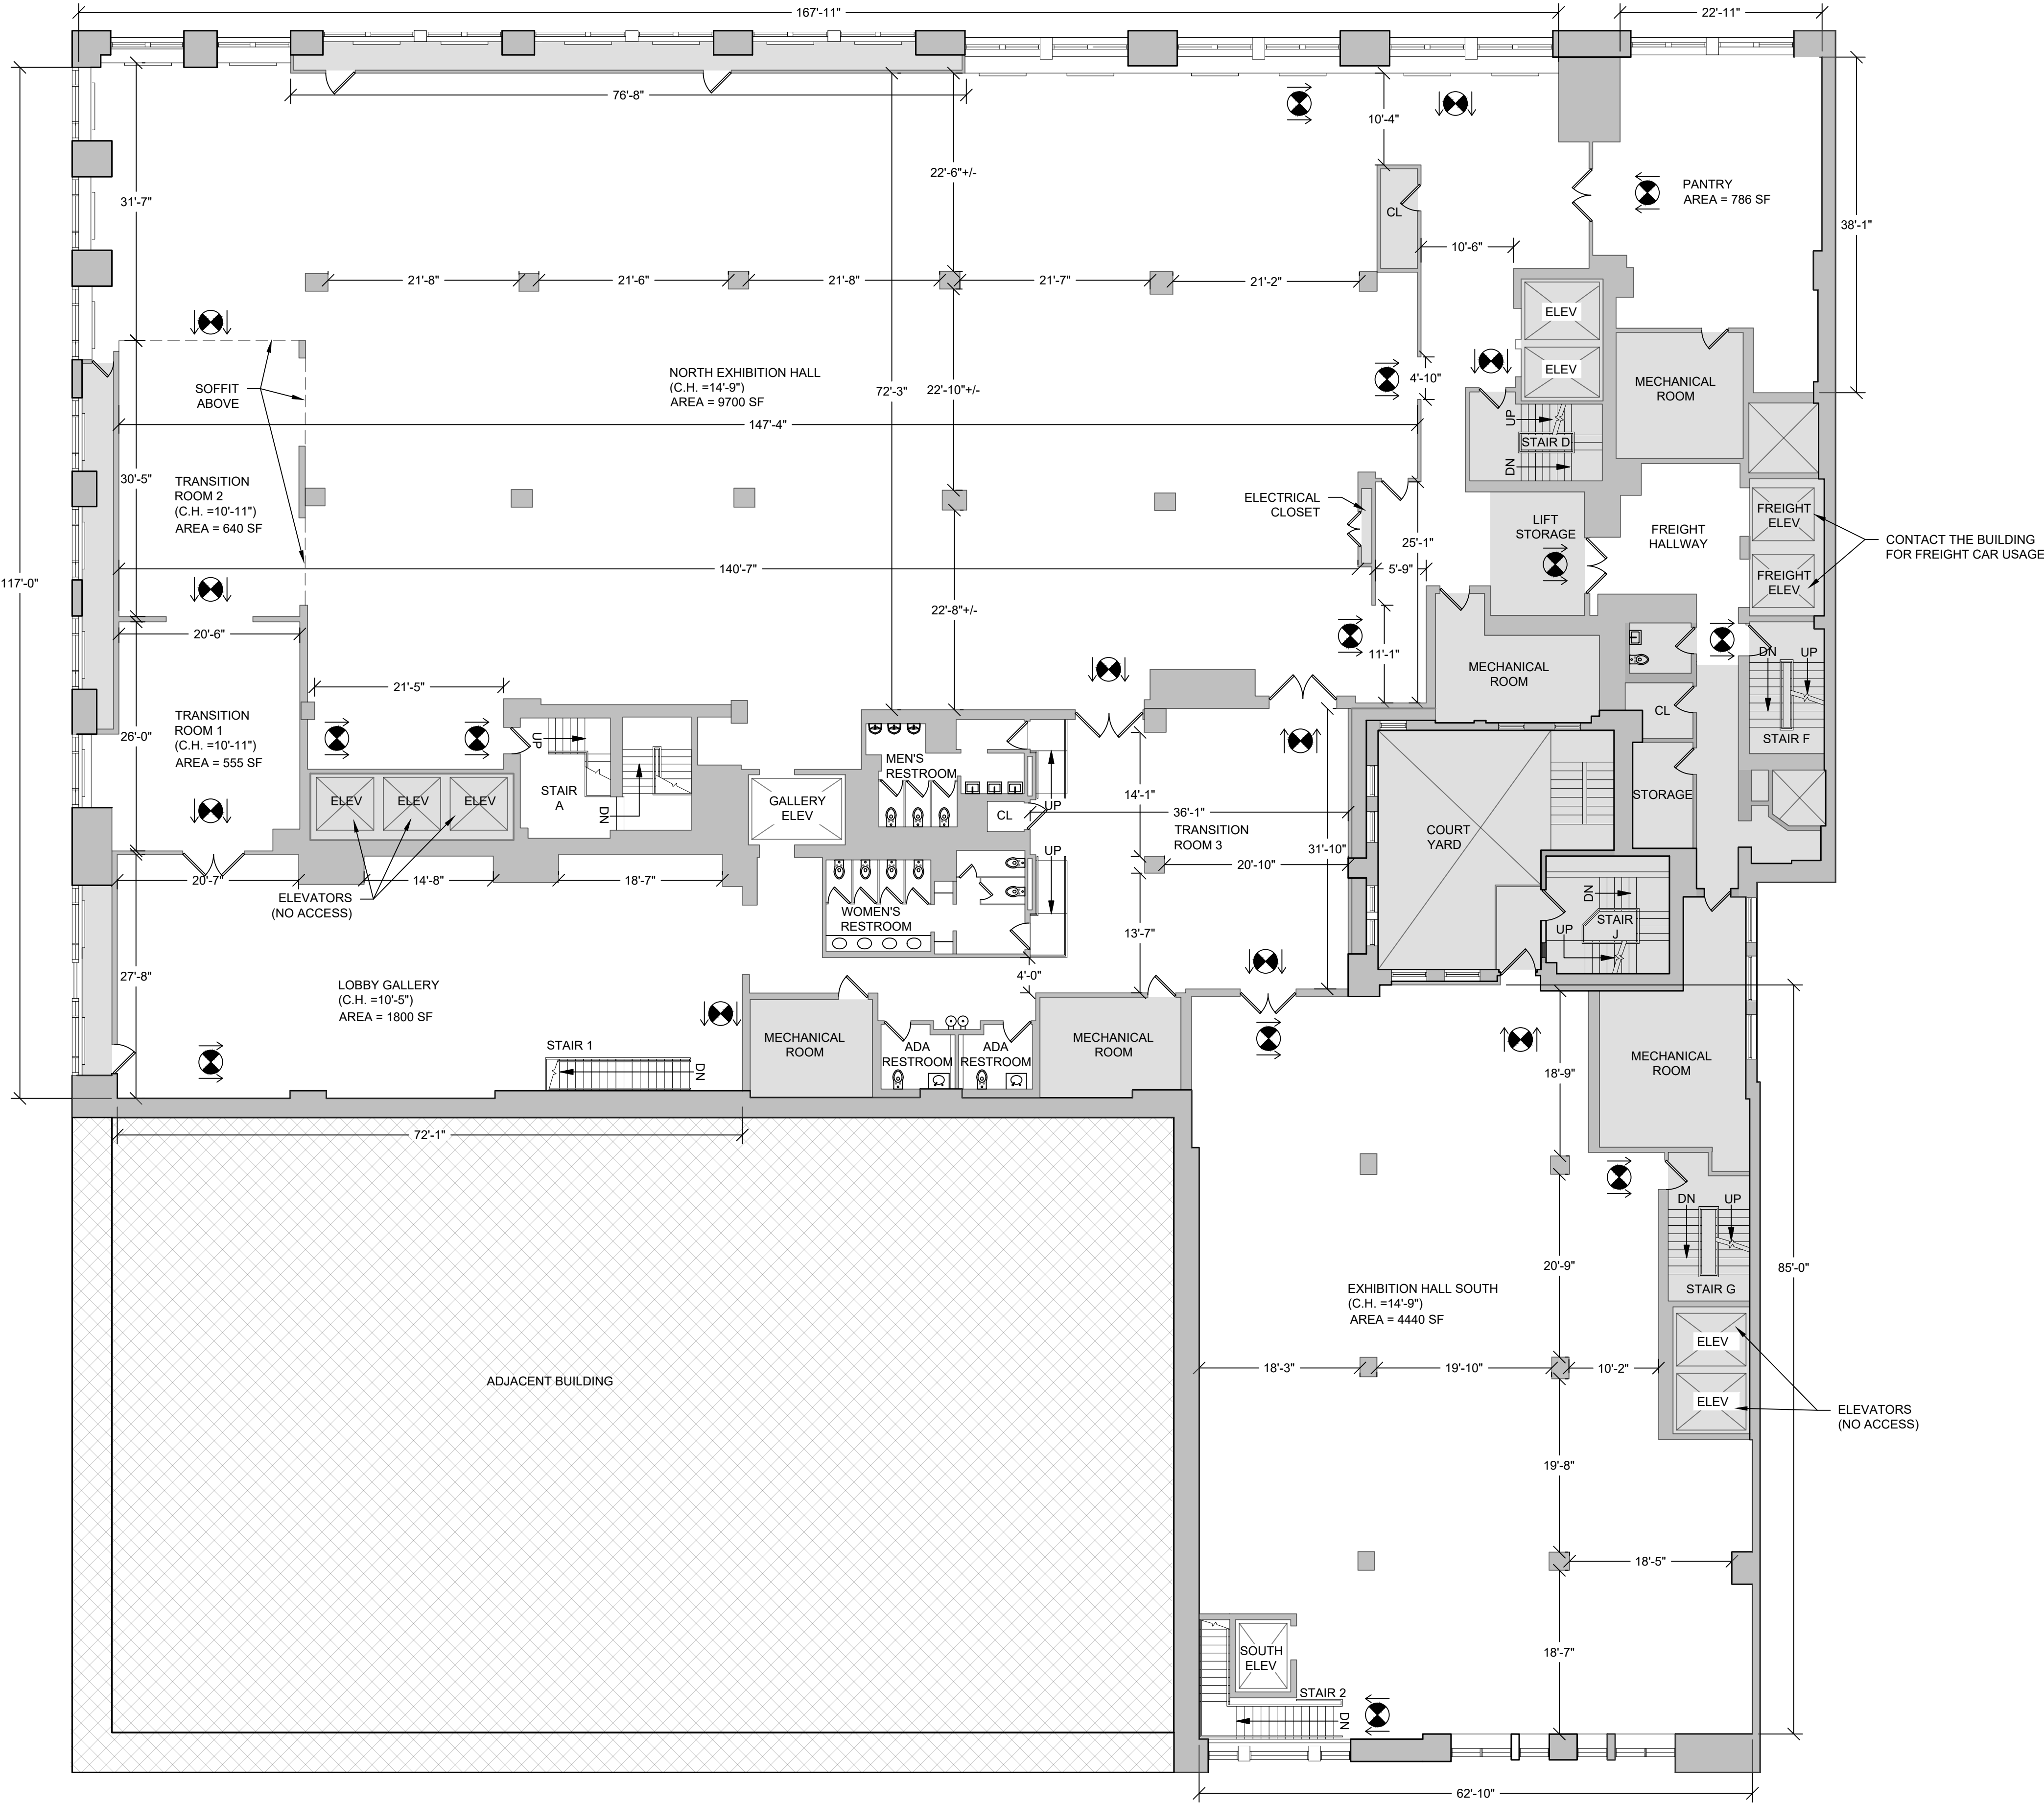 167'-11"
22'-11"
76'-8"
10'-4"
22'-6"+/-
31'-7"
CL
PANTRY
AREA = 786 SF
38'-1"
10'-6"
21'-8"
21'-6"
21'-8"
21'-7"
21'-2"
ELEV
ELEV
SOFFIT
ABOVE
NORTH EXHIBITION HALL
(C.H. =14'-9")
AREA = 9700 SF
72'-3"
22'-10"+/-
4'-10"
MECHANICAL
ROOM
147'-4"
UP
STAIR D
DN
30'-5"
TRANSITION
ROOM 2
(C.H. =10'-11")
AREA = 640 SF
ELECTRICAL
CLOSET
LIFT
STORAGE
FREIGHT
HALLWAY
FREIGHT
ELEV
FREIGHT
ELEV
CONTACT THE BUILDING
FOR FREIGHT CAR USAGE
25'-1"
117'-0"
140'-7"
5'-9"
22'-8"+/-
20'-6"
11'-1"
DN
UP
STAIR F
MECHANICAL
ROOM
21'-5"
CL
TRANSITION
ROOM 1
(C.H. =10'-11")
AREA = 555 SF
26'-0"
UP
STAIR
A
DN
ELEV
ELEV
ELEV
GALLERY
ELEV
MEN'S
RESTROOM
CL
UP
14'-1"
36'-1"
TRANSITION
ROOM 3
31'-10"
COURT
YARD
STORAGE
UP
20'-10"
20'-7"
14'-8"
18'-7"
ELEVATORS
(NO ACCESS)
WOMEN'S
RESTROOM
13'-7"
DN
STAIR
J
UP
27'-8"
4'-0"
LOBBY GALLERY
(C.H. =10'-5")
AREA = 1800 SF
STAIR 1
DN
MECHANICAL
ROOM
ADA
RESTROOM
ADA
RESTROOM
MECHANICAL
ROOM
18'-9"
MECHANICAL
ROOM
72'-1"
DN
UP
STAIR G
20'-9"
85'-0"
EXHIBITION HALL SOUTH
(C.H. =14'-9")
AREA = 4440 SF
ELEV
ELEV
18'-3"
19'-10"
10'-2"
ADJACENT BUILDING
ELEVATORS
(NO ACCESS)
19'-8"
18'-5"
SOUTH
ELEV
18'-7"
STAIR 2
DN
62'-10"